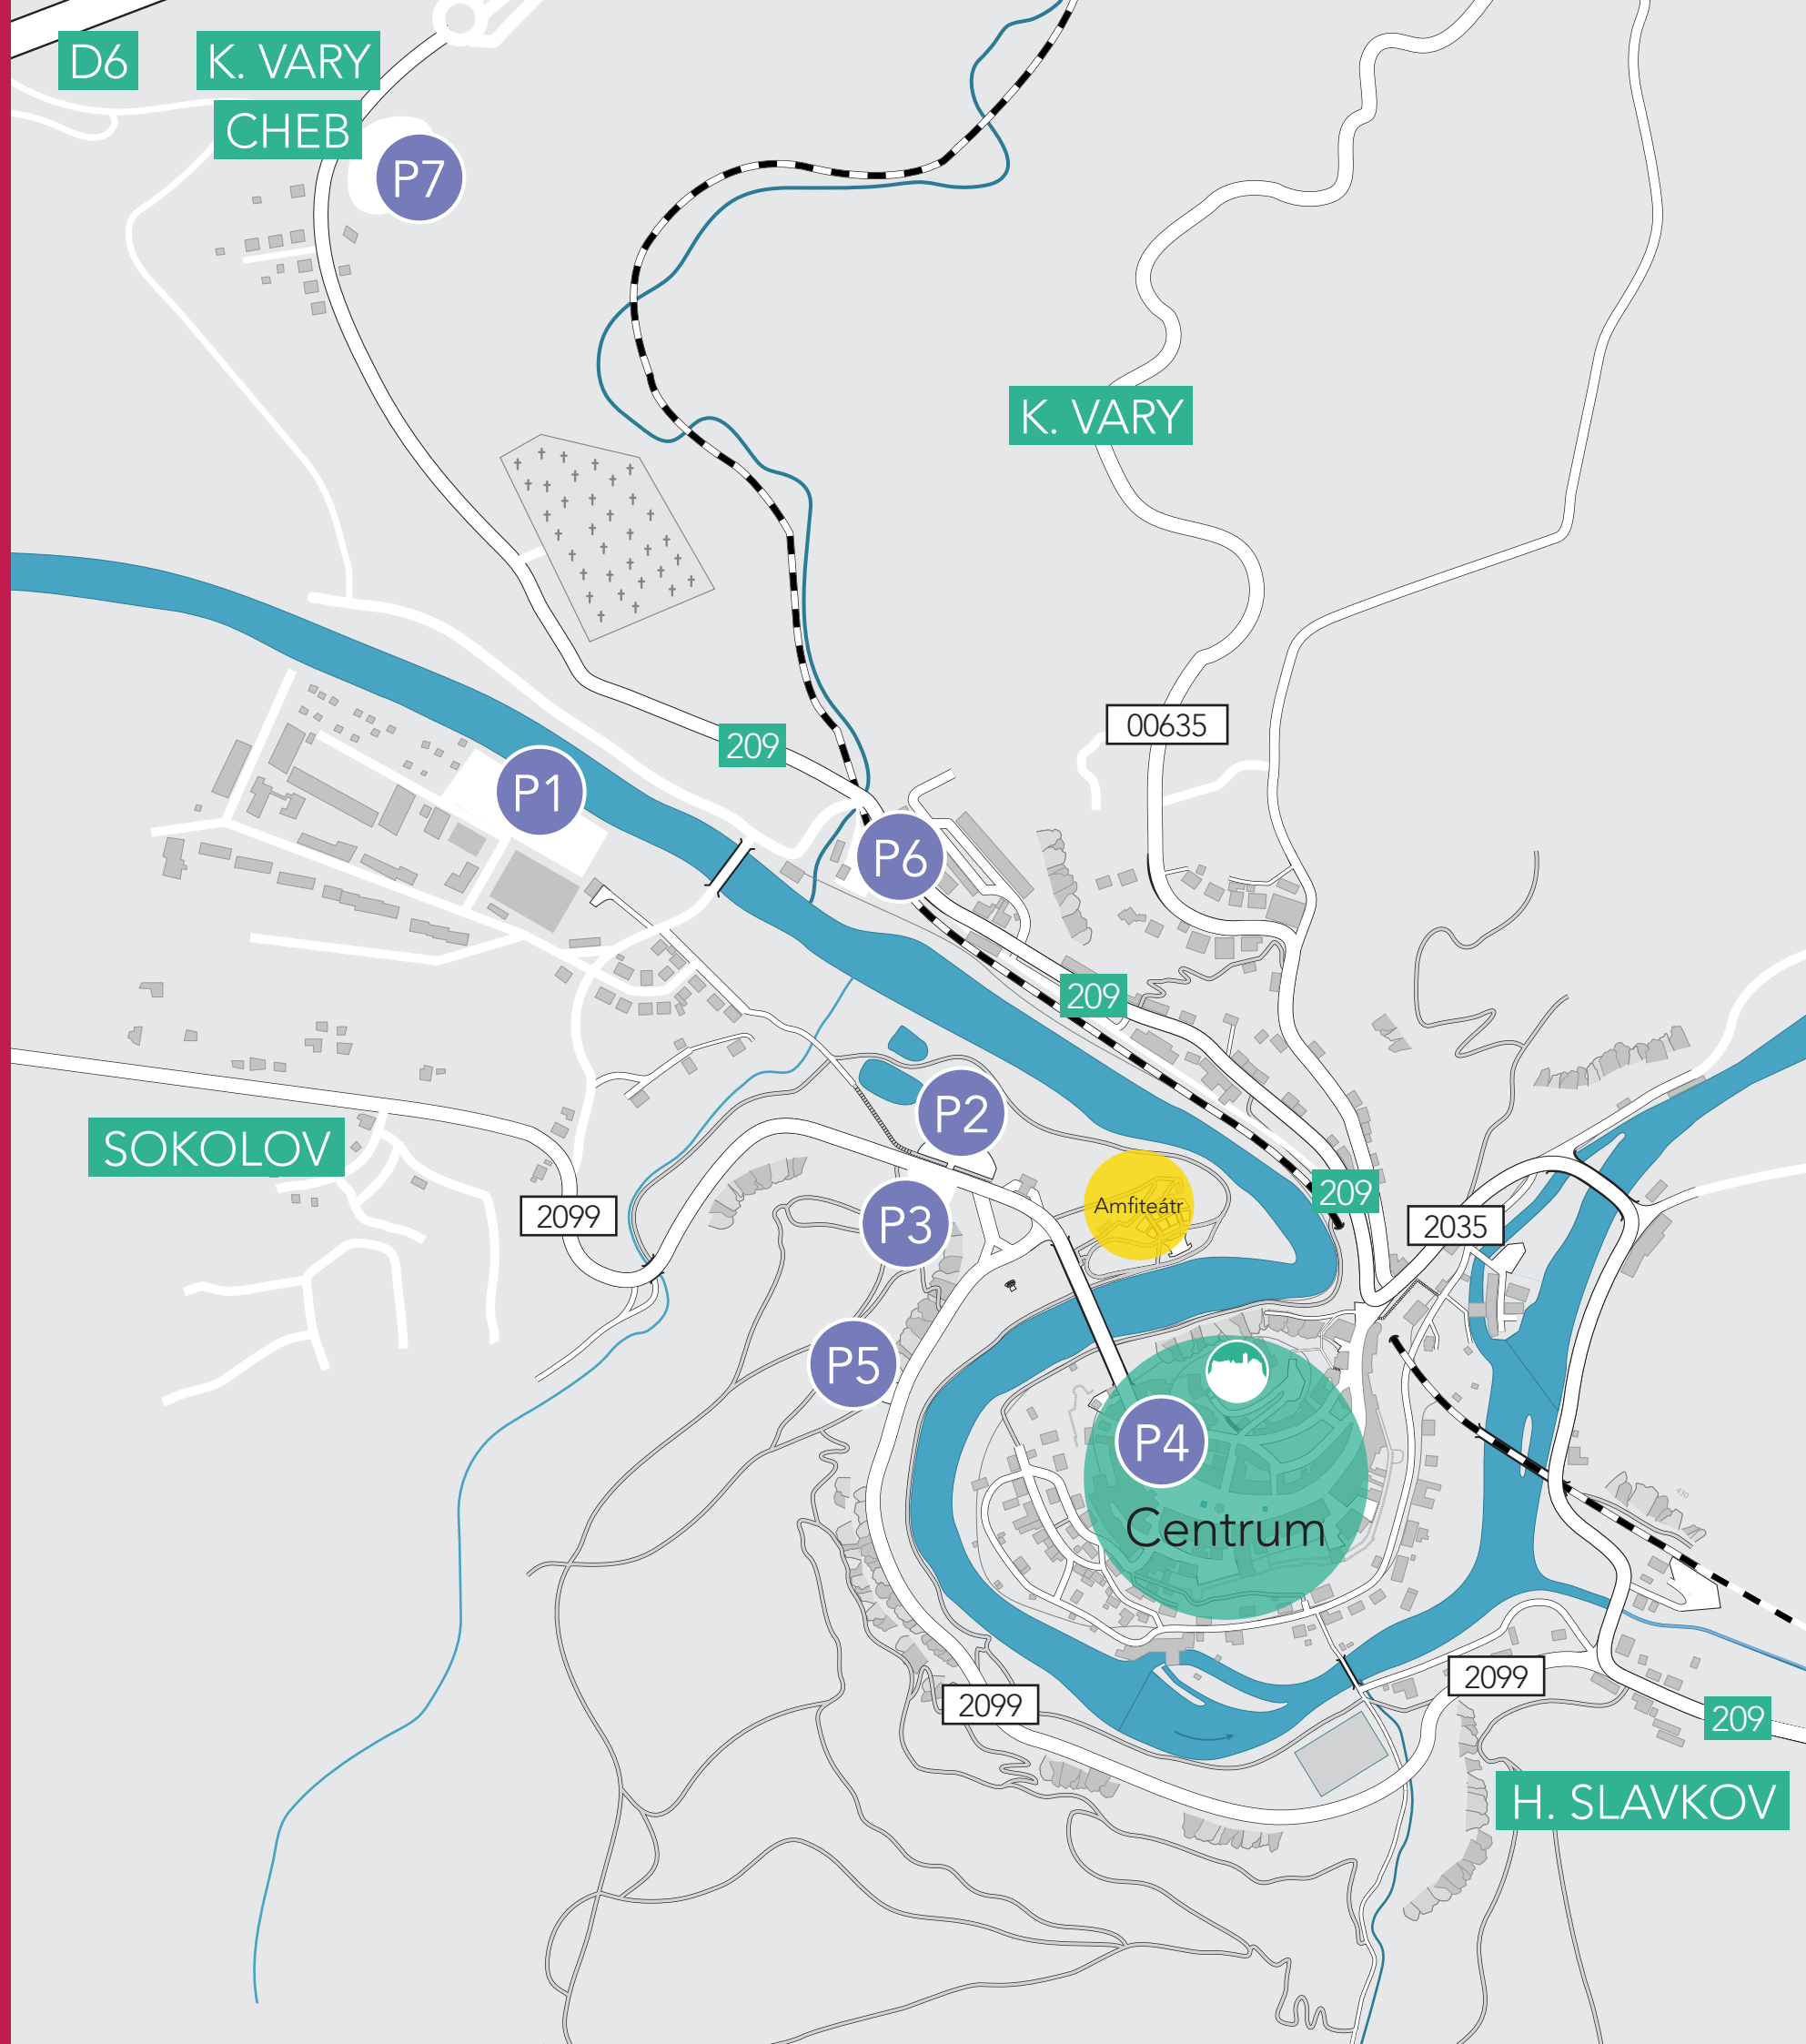 D6
K. VARY
CHEB
P7
K. VARY
00635
209
P1
P6
209
P2
SOKOLOV
209
Amfiteátr
2099
P3
2035
P5
P4
430
Centrum
2099
2099
209
H. SLAVKOV